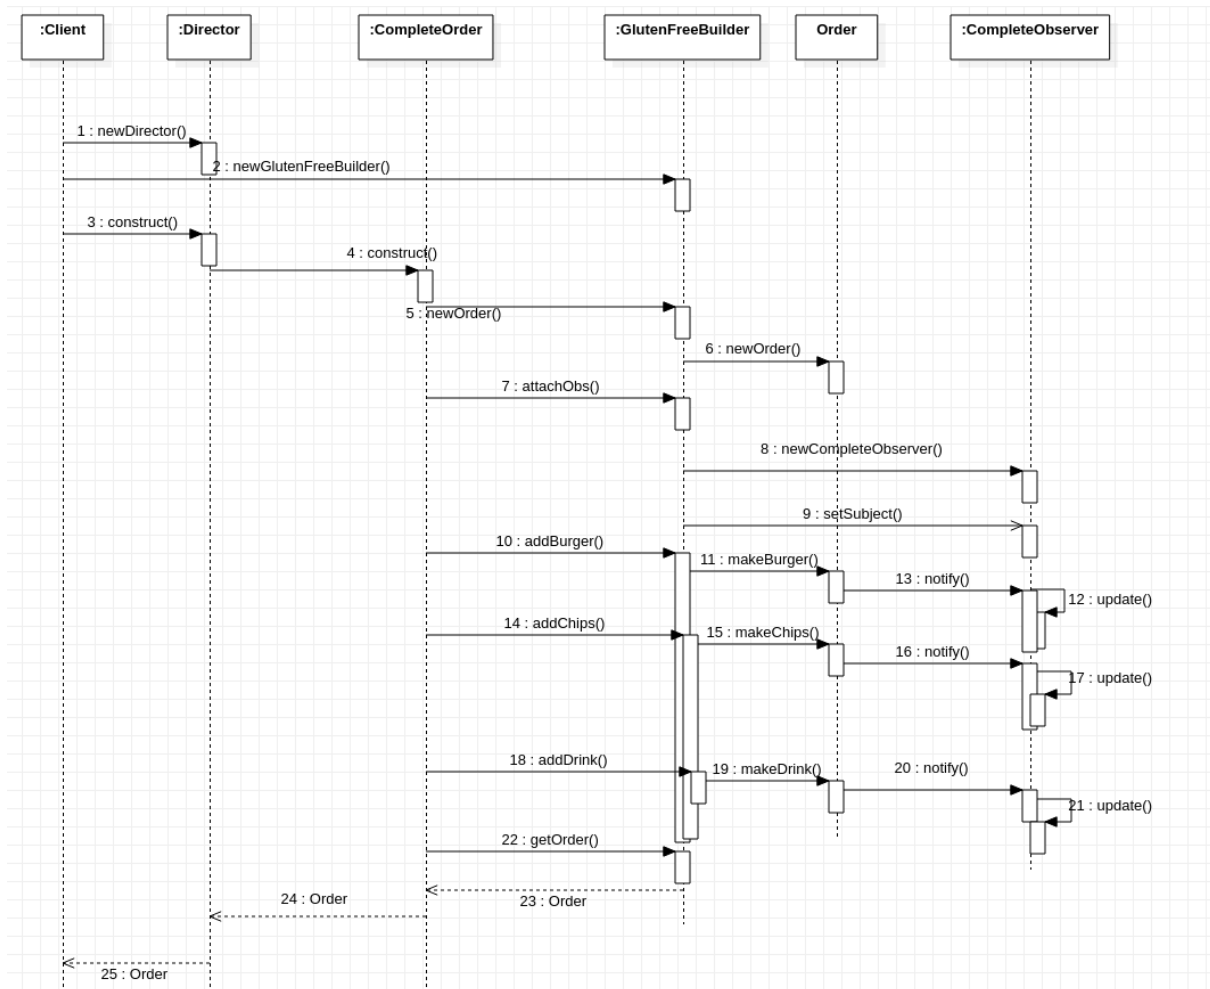 :Client
:Director
:CompleteOrder
:GlutenFreeBuilder
Order
:CompleteObserver
1 : newDirector()
2 : newGlutenFreeBuilder()
3 : construct()
4 : construct()
5 : newOrder()
6 : newOrder()
7 : attachObs()
8 : newCompleteObserver()
9 : setSubject()
10 : addBurger()
11 : makeBurger()
13 : notify()
12 : update()
14 : addChips()
15 : makeChips()
16 : notify()
17 : update()
18 : addDrink()
19 : makeDrink()
20 : notify()
21 : update()
22 : getOrder()
23 : Order
24 : Order
25 : Order